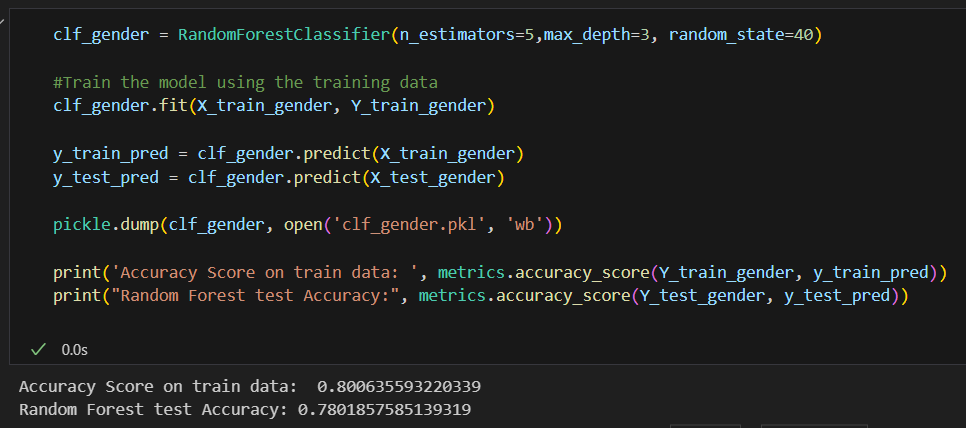 clf_gender = RandomForestClassifier(n_estimators=5,max_depth=3, random_state=40)
#Train the model using the training data
clf_gender.fit(X_train_gender, Y_train_gender)
y_train_pred = clf_gender.predict(X_train_gender)
y_test_pred = clf_gender.predict(X_test_gender)
pickle.dump(clf_gender, open('clf_gender.pkl', 'wb'))
print('Accuracy Score on train data: ', metrics.accuracy_score(Y_train_gender, y_train_pred))
print("Random Forest test Accuracy:", metrics.accuracy_score(Y_test_gender, y_test_pred))
0.0s
Accuracy Score on train data:  0.800635593220339
Random Forest test Accuracy: 0.7801857585139319